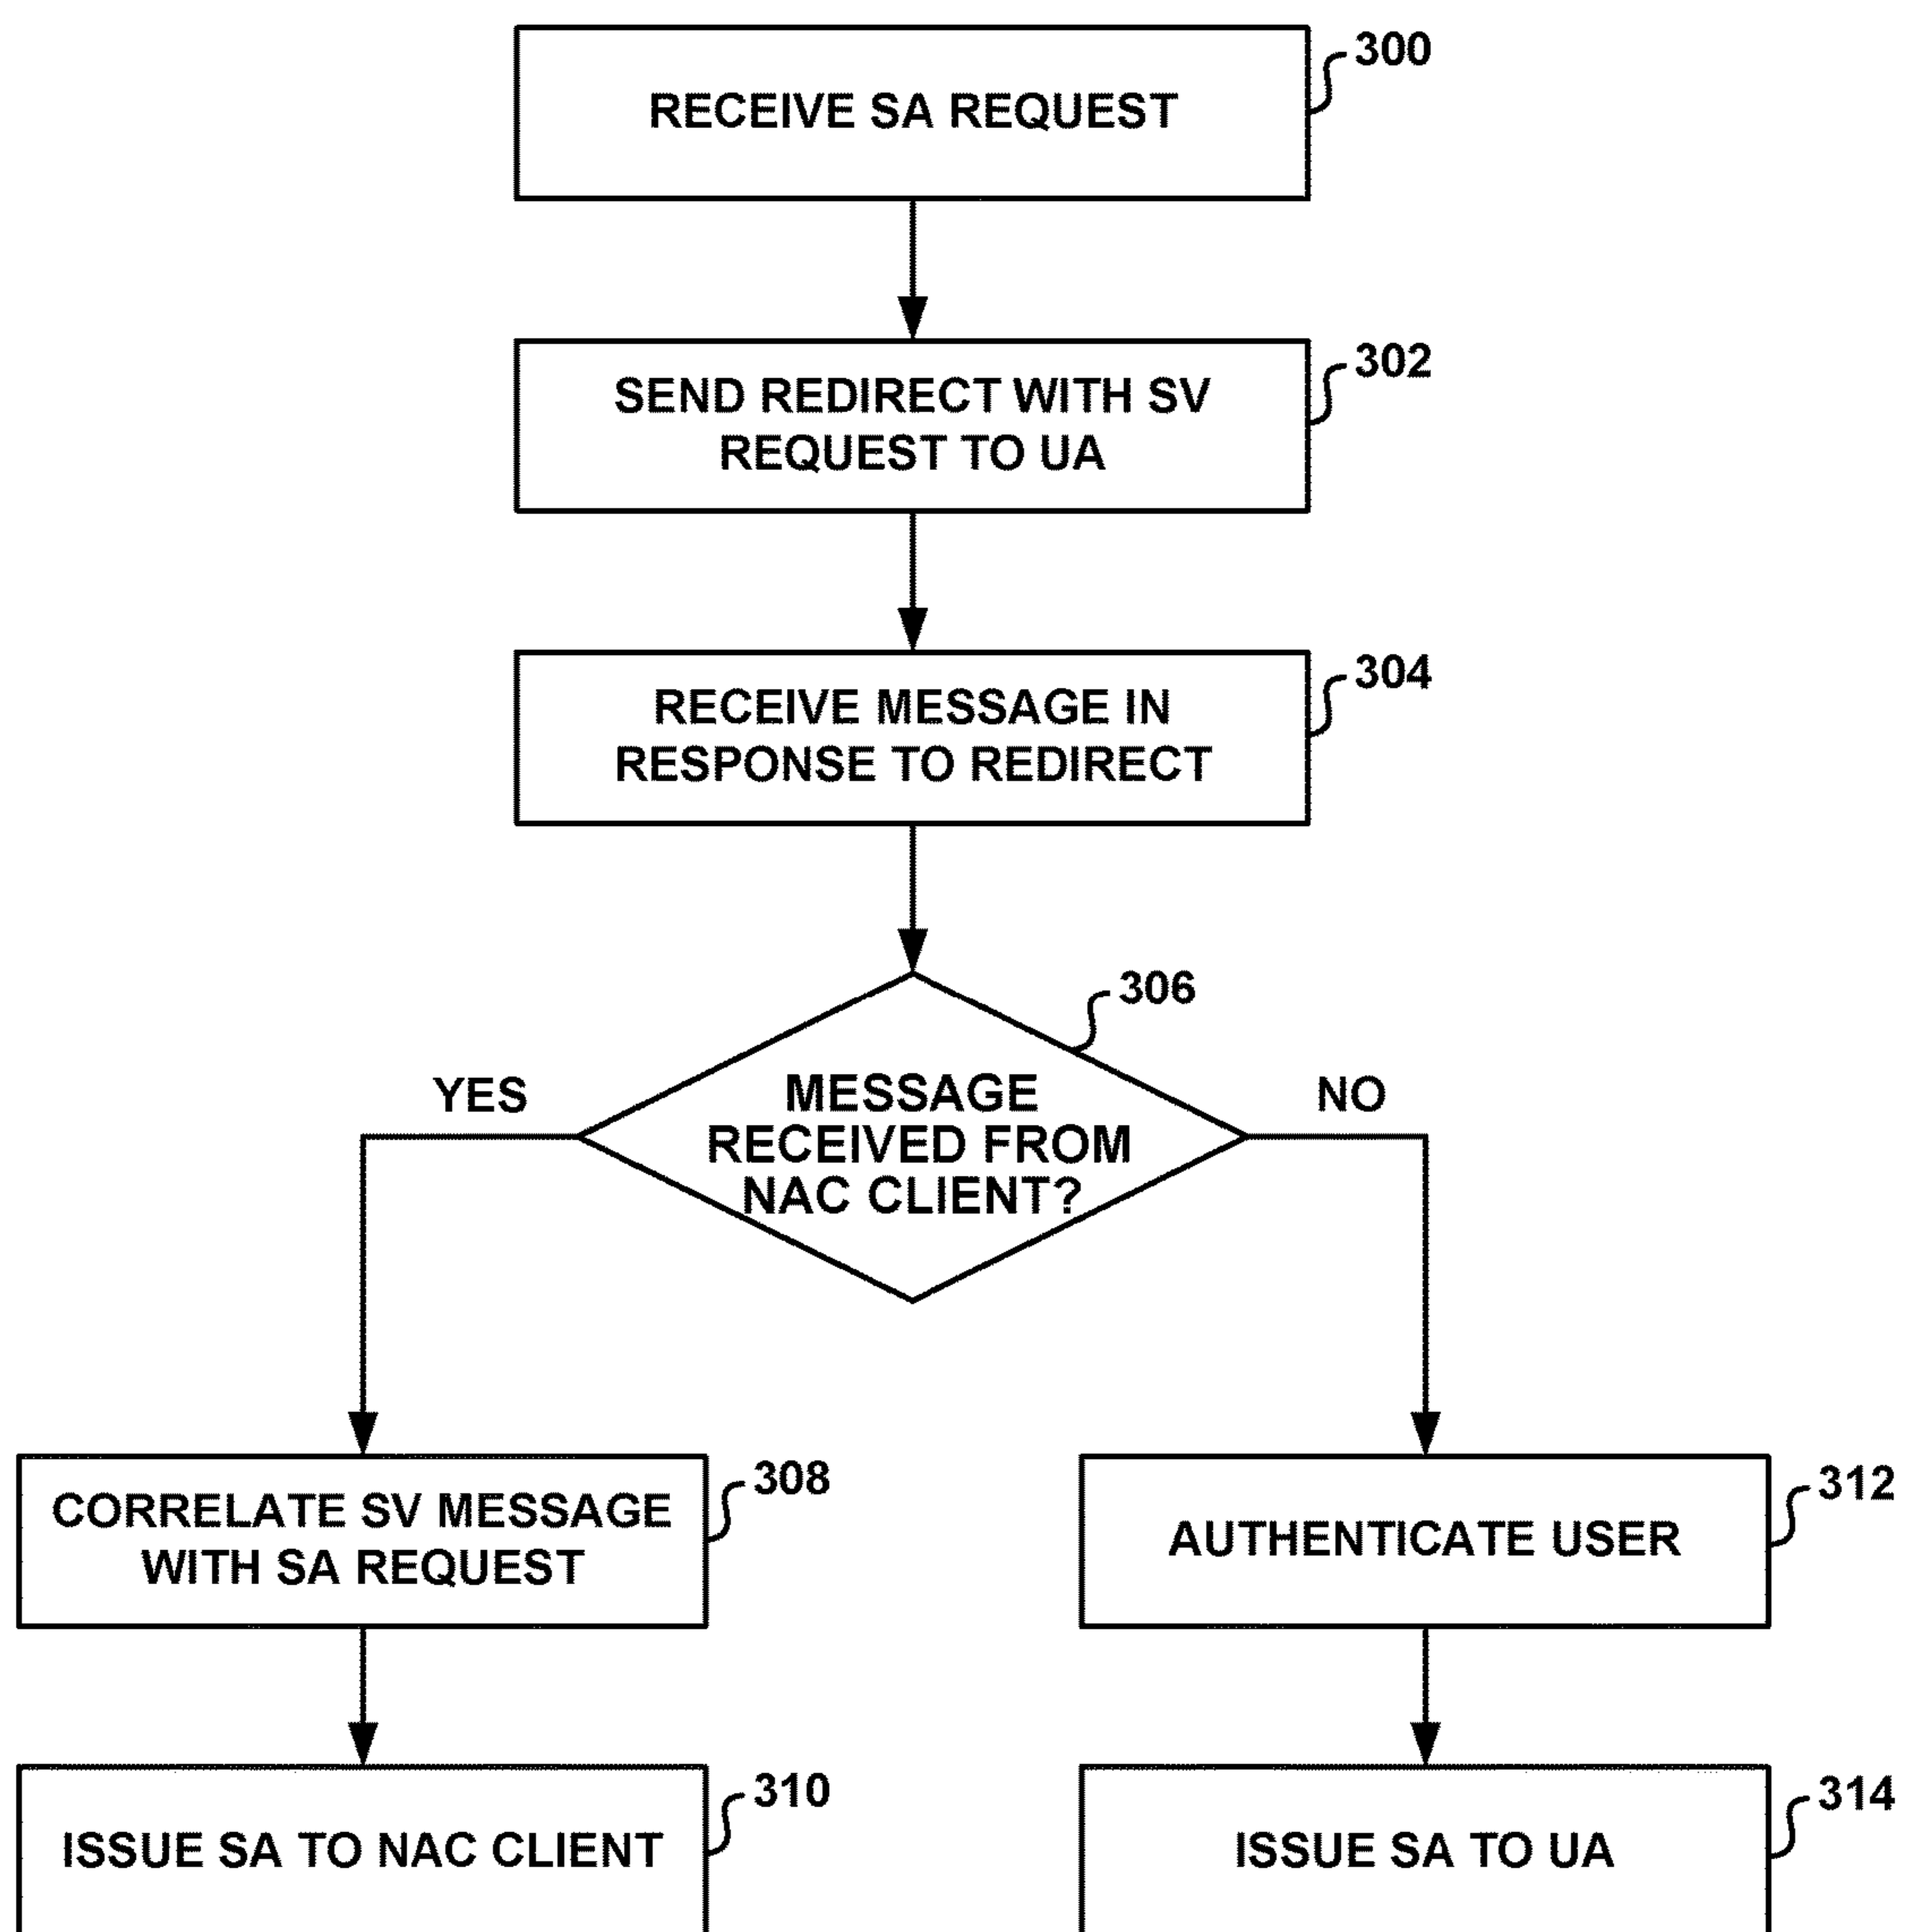 RECEIVE SA REQUEST
300
SEND REDIRECT WITH SV
REQUEST TO UA
302
RECEIVE MESSAGE IN
RESPONSE TO REDIRECT
304
306
YES
MESSAGE
RECEIVED FROM
NAC CLIENT?
NO
CORRELATE SV MESSAGE
WITH SA REQUEST
308
AUTHENTICATE USER
312
ISSUE SA TO NAC CLIENT
310
ISSUE SA TO UA
314